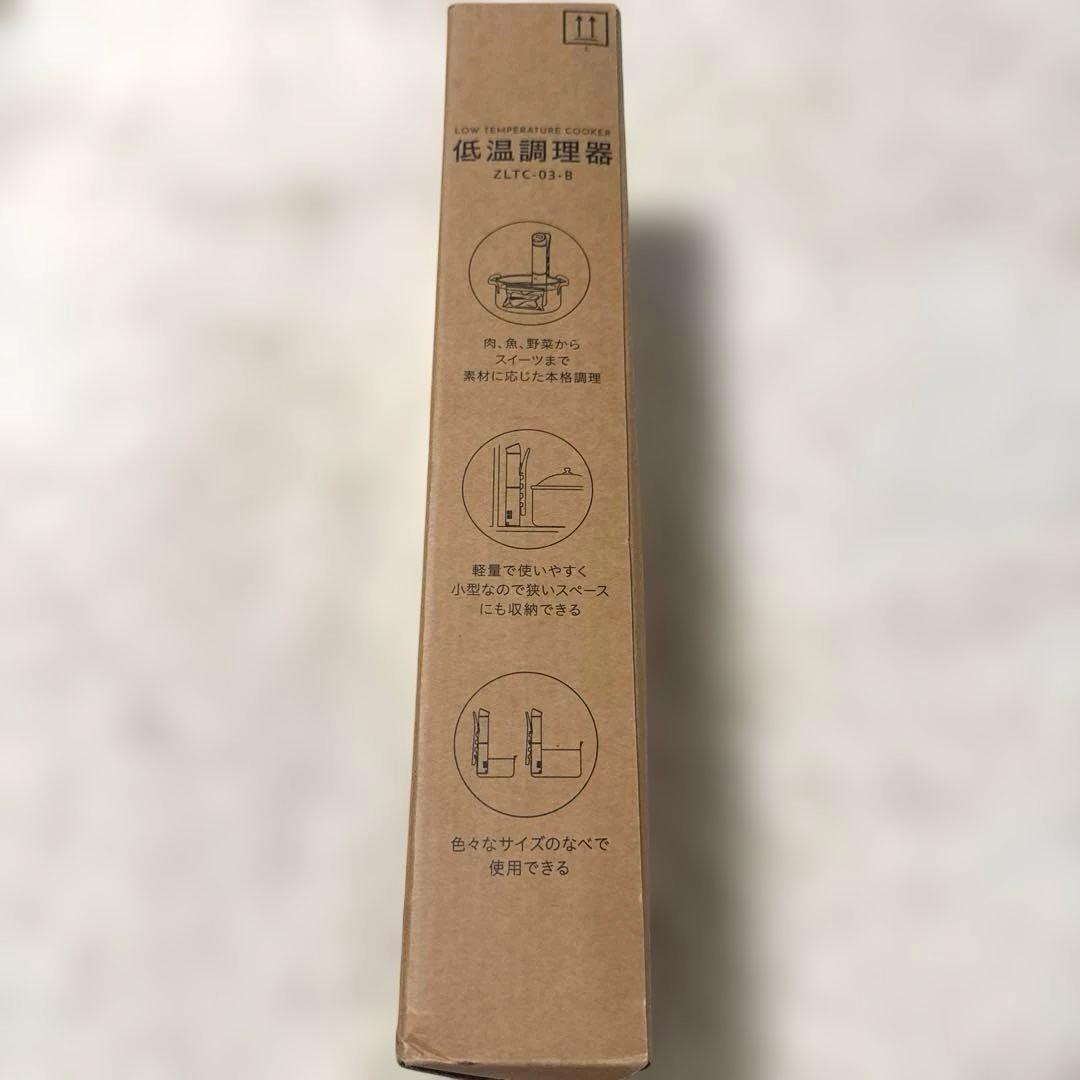 LOW TEMPERATURE COOKER
低温調理器
ZLTC-03-B
肉、魚、野菜から
スイーツまで
素材に応じた本格調理
軽量で使いやすく
小型なので狭いスペース
にも収納できる
色々なサイズのなべで
使用できる